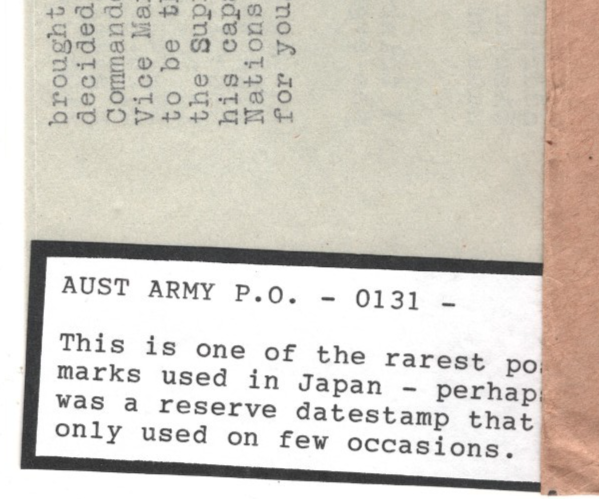 brought
decided
Vice
to be
the
his
Nations
for you
AUST ARMY P.O. - 0131 -
This is one of the rarest
marks used in Japan - perhaps
was a reserve datestamp that
only used on few occasions.